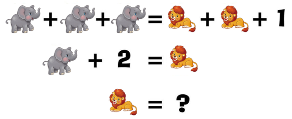 + + = + + 1
+ 2 =
= ?